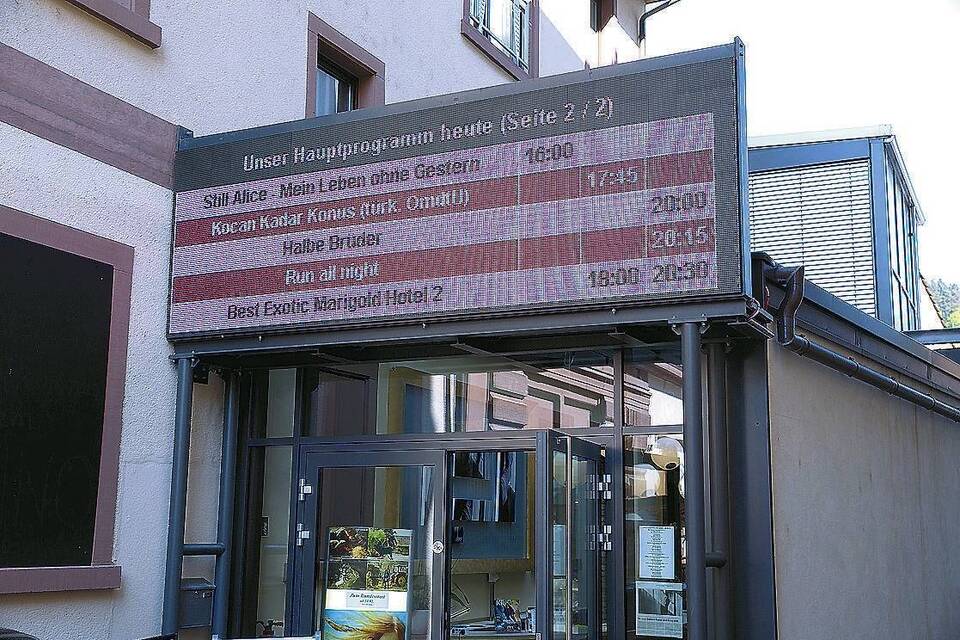 Unser Hauptprogramm heute (Seite 2 / 2)
Still Alice - Mein Leben ohne Gestern 16:00
Kocan Kadar Konus (türk. OmdtÜ) 17:45
Halbe Brüder 20:00
Run all night 20:15
Best Exotic Marigold Hotel 2 18:00 20:30